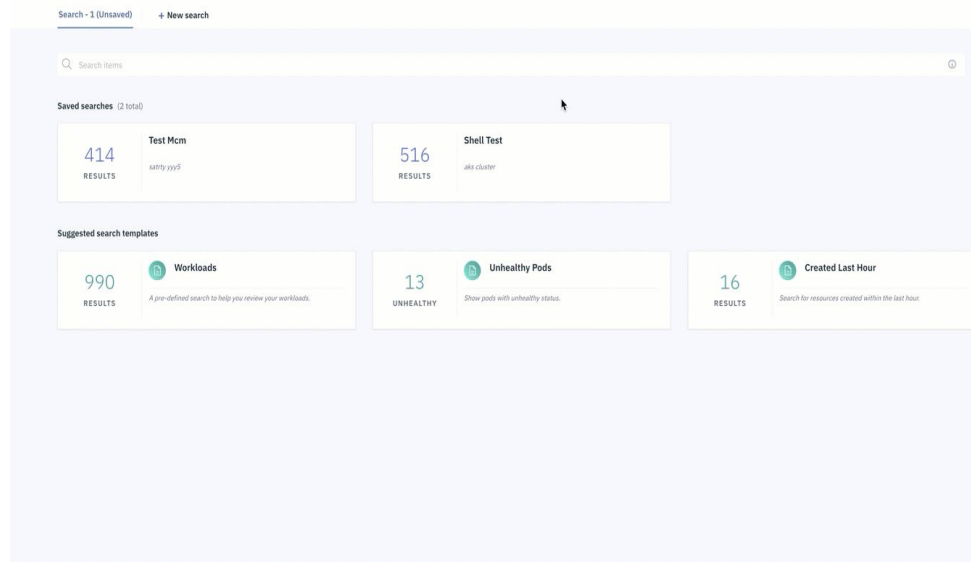 Search - 1 (Unsaved)
+ New search
Search items
Saved searches (2 total)
414
RESULTS
Test Mcm
satrty yyy5
516
RESULTS
Shell Test
aks cluster
Suggested search templates
990
RESULTS
Workloads
A pre-defined search to help you review your workloads.
13
UNHEALTHY
Unhealthy Pods
Show pods with unhealthy status.
16
RESULTS
Created Last Hour
Search for resources created within the last hour.